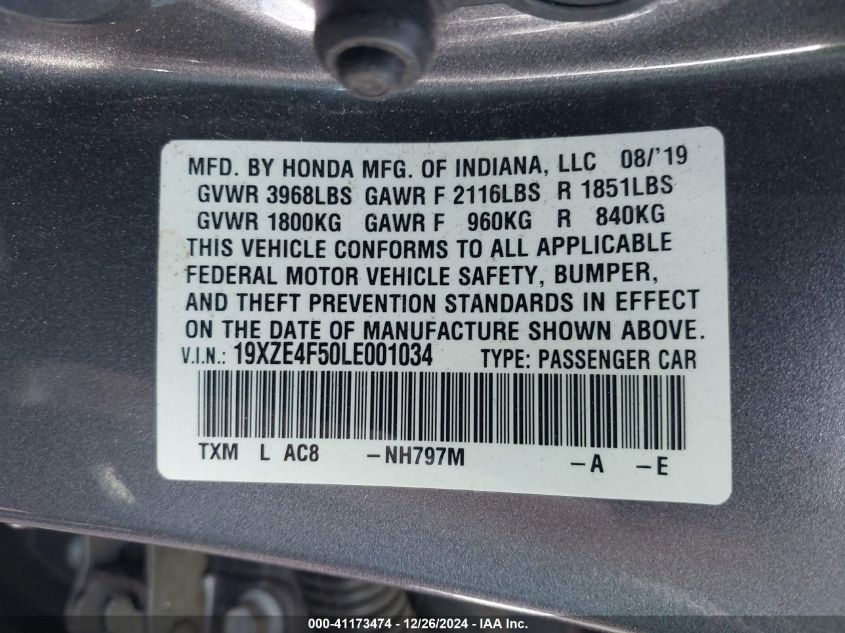 MFD. BY HONDA MFG. OF INDIANA, LLC 08/'19
GVWR 3968LBS GAWR F 2116LBS R 1851LBS
GVWR 1800KG GAWR F 960KG R 840KG
THIS VEHICLE CONFORMS TO ALL APPLICABLE
FEDERAL MOTOR VEHICLE SAFETY, BUMPER,
AND THEFT PREVENTION STANDARDS IN EFFECT
ON THE DATE OF MANUFACTURE SHOWN ABOVE.
V.I.N.: 19XZE4F50LE001034 TYPE: PASSENGER CAR
TXM L AC8 -NH797M -A -E
000-41173474 - 12/26/2024 - IAA Inc.